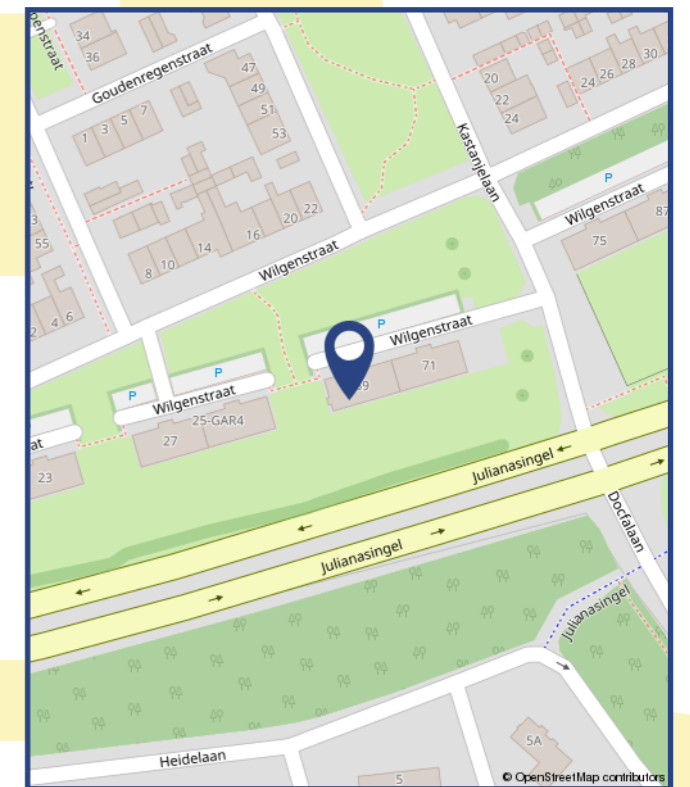 34
36
Goudenregenstraat
47
49
51
53
1
3
5
7
20
22
24
24
26
28
30
Kastanjelaan
P
Wilgenstraat
75
87
55
8
10
14
16
20
22
Wilgenstraat
2
4
6
P
Wilgenstraat
71
P
P
Wilgenstraat
25-GAR4
27
at
23
Julianasingel
Julianasingel
Docfalaan
Julianasingel
Heidelaan
5
5A
© OpenStreetMap contributors